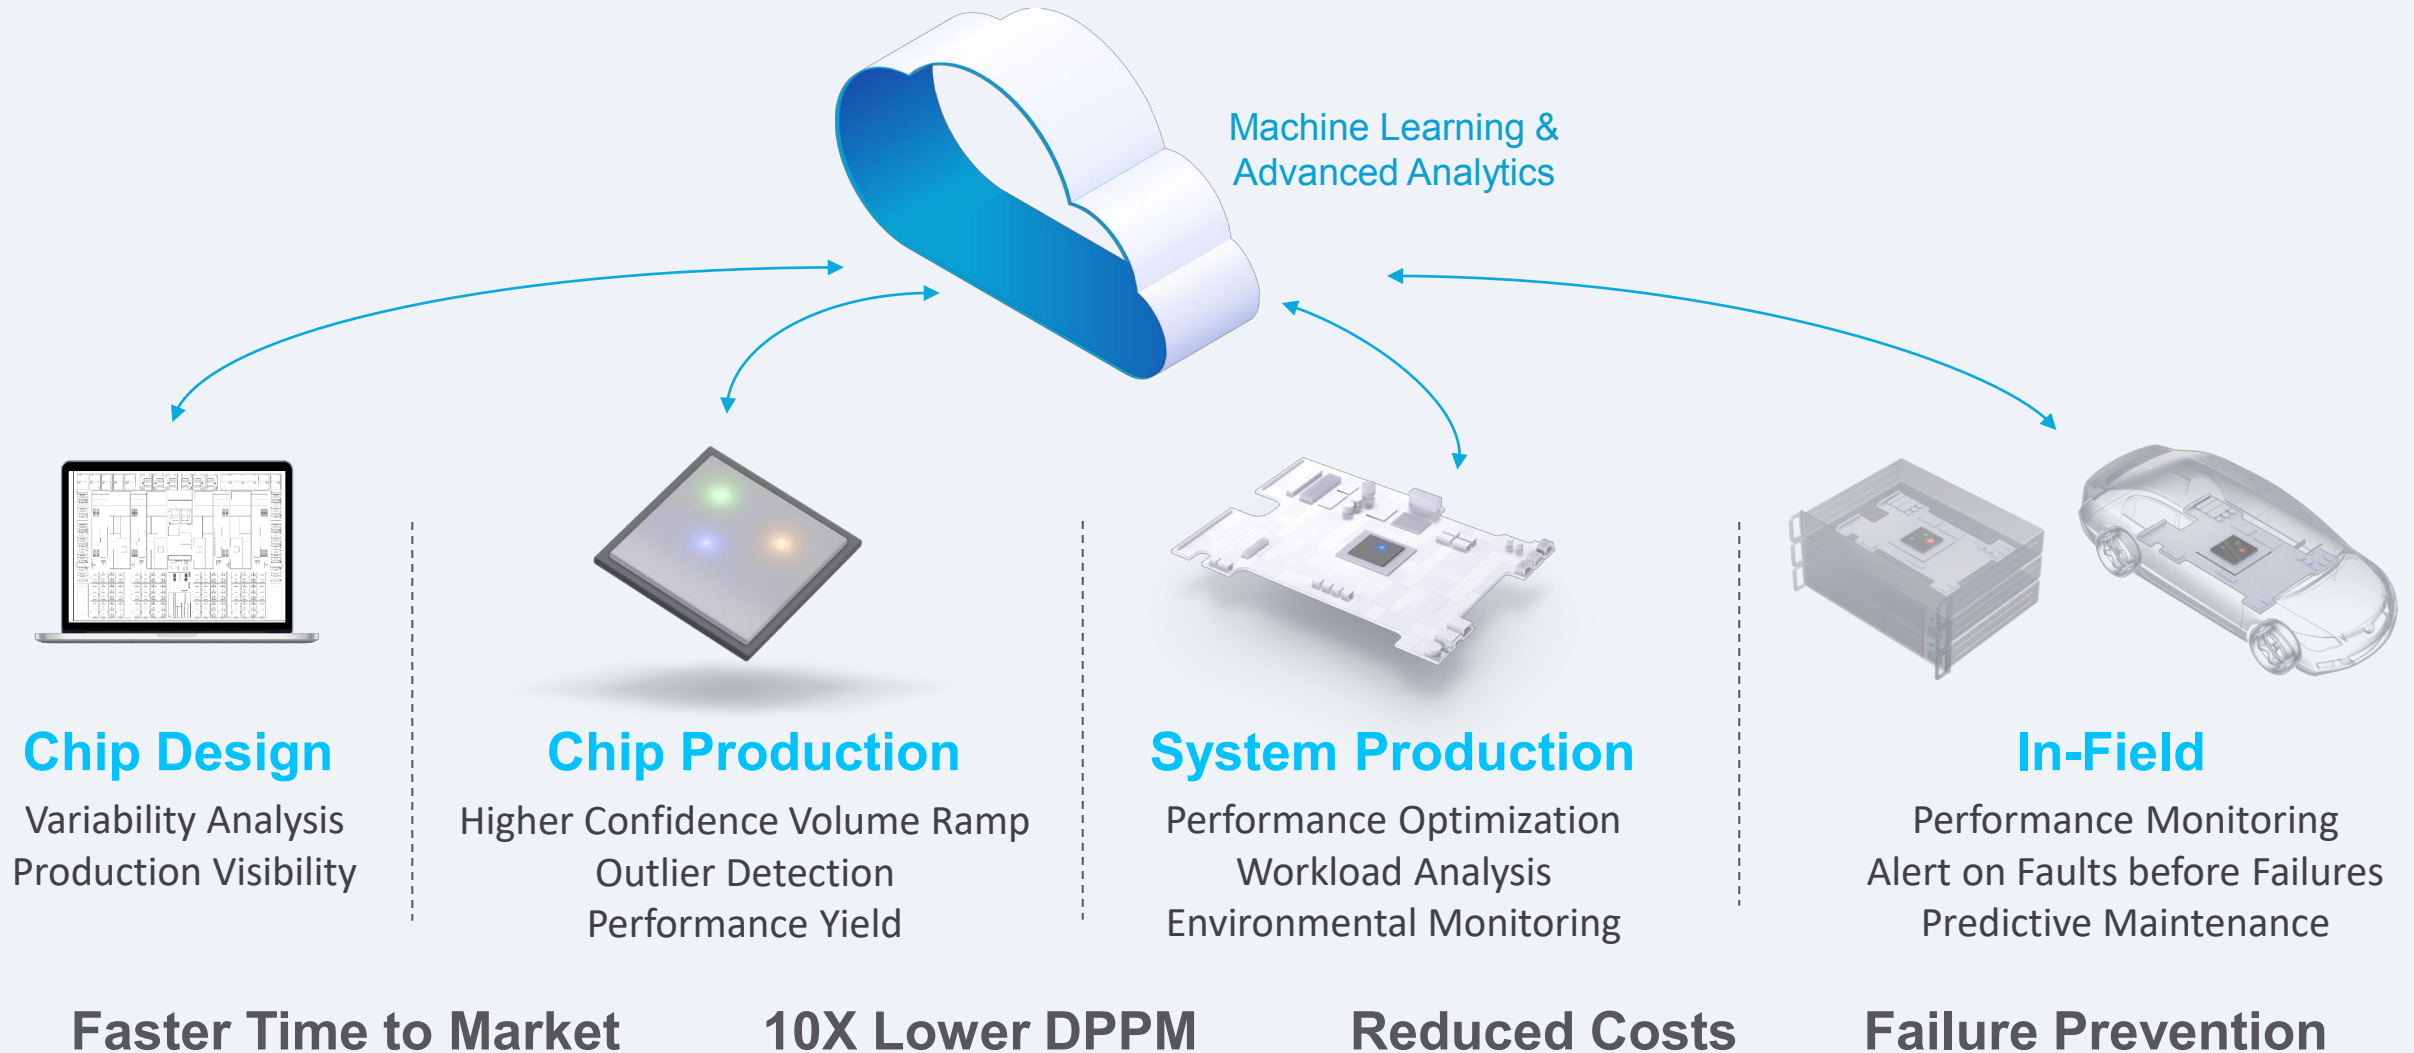 Machine Learning &
Advanced Analytics
Chip Design
Variability Analysis
Production Visibility
Chip Production
Higher Confidence Volume Ramp
Outlier Detection
Performance Yield
System Production
Performance Optimization
Workload Analysis
Environmental Monitoring
In-Field
Performance Monitoring
Alert on Faults before Failures
Predictive Maintenance
Faster Time to Market
10X Lower DPPM
Reduced Costs
Failure Prevention